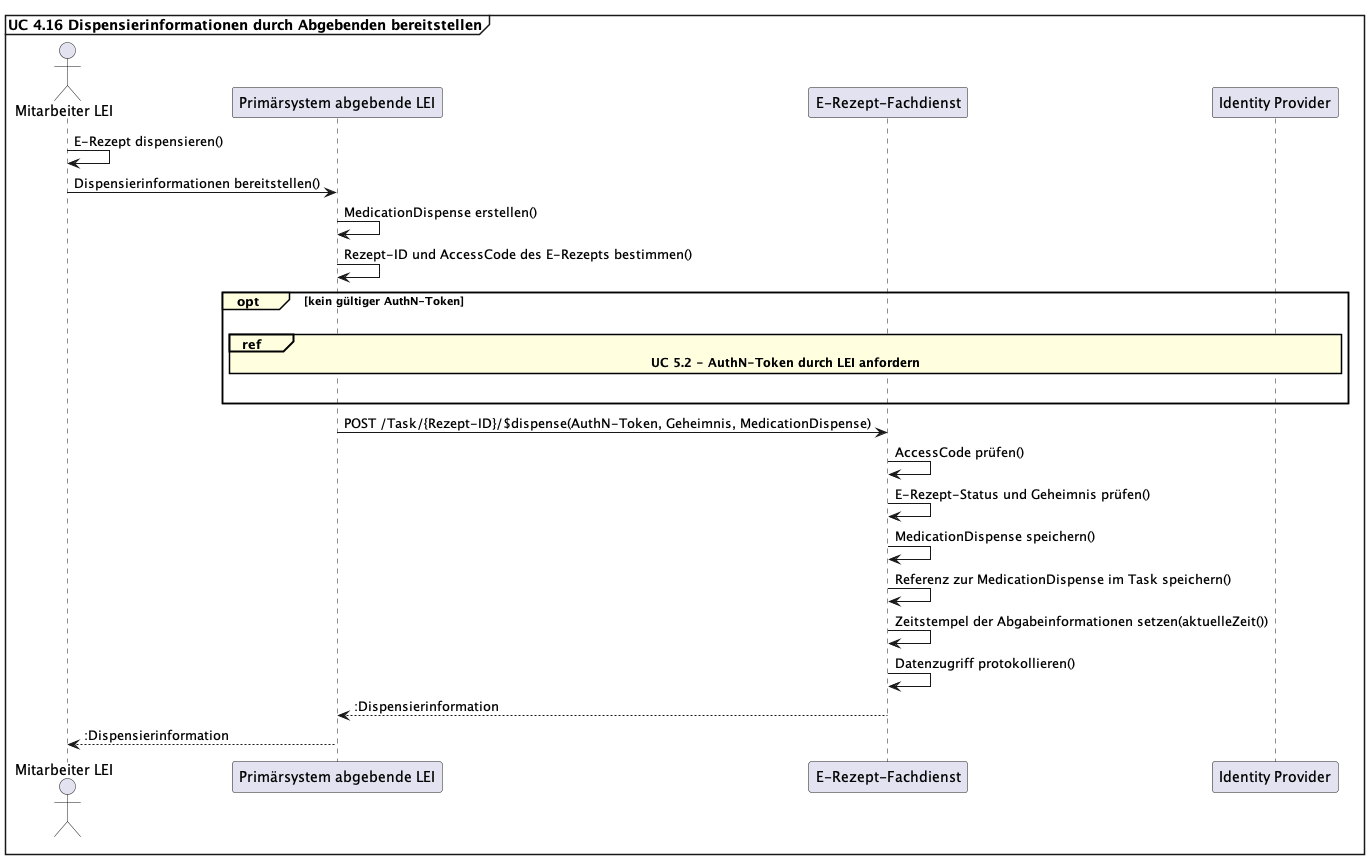 UC 4.16 Dispensierinformationen durch Abgebenden bereitstellen
Mitarbeiter LEI
Primärsystem abgebende LEI
E-Rezept-Fachdienst
Identity Provider
E-Rezept dispensieren()
Dispensierinformationen bereitstellen()
MedicationDispense erstellen()
Rezept-ID und AccessCode des E-Rezepts bestimmen()
opt [kein gültiger AuthN-Token]
ref
UC 5.2 - AuthN-Token durch LEI anfordern
POST /Task/{Rezept-ID}/$dispense(AuthN-Token, Geheimnis, MedicationDispense)
AccessCode prüfen()
E-Rezept-Status und Geheimnis prüfen()
MedicationDispense speichern()
Referenz zur MedicationDispense im Task speichern()
Zeitstempel der Abgabeinformationen setzen(aktuelleZeit())
Datenzugriff protokollieren()
:Dispensierinformation
:Dispensierinformation
Mitarbeiter LEI
Primärsystem abgebende LEI
E-Rezept-Fachdienst
Identity Provider